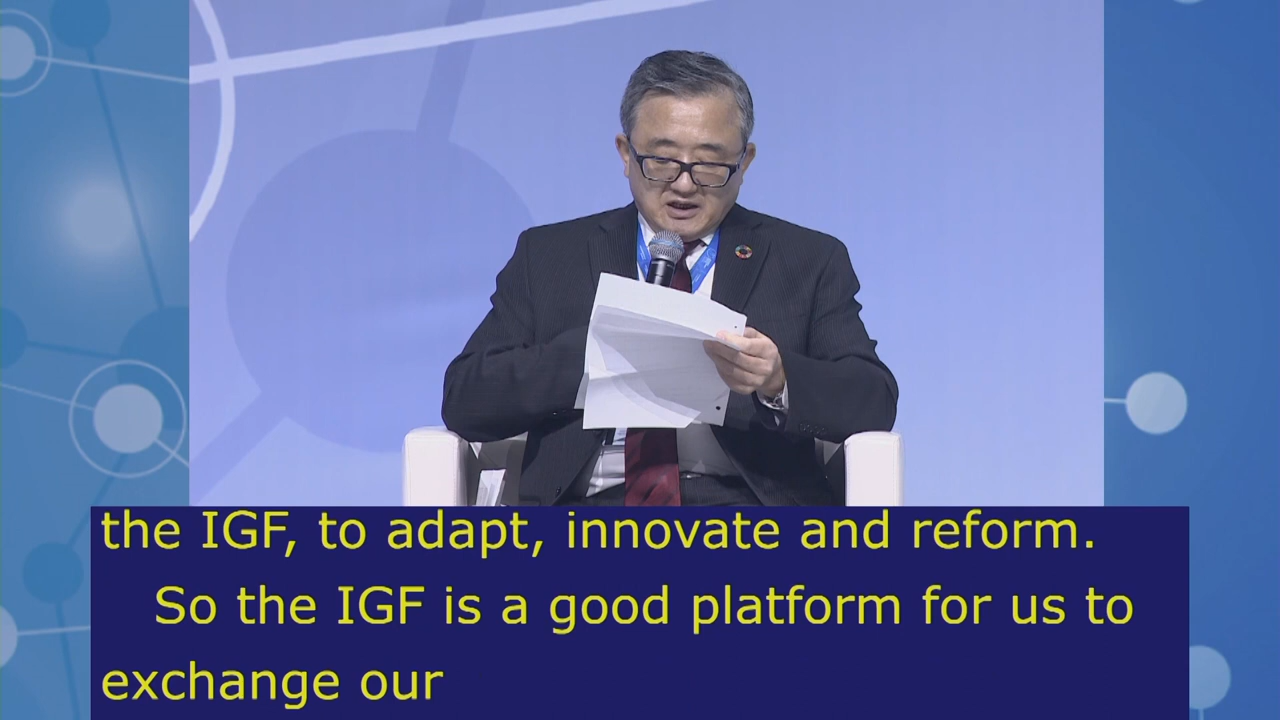 the IGF, to adapt, innovate and reform.
So the IGF is a good platform for us to
exchange our